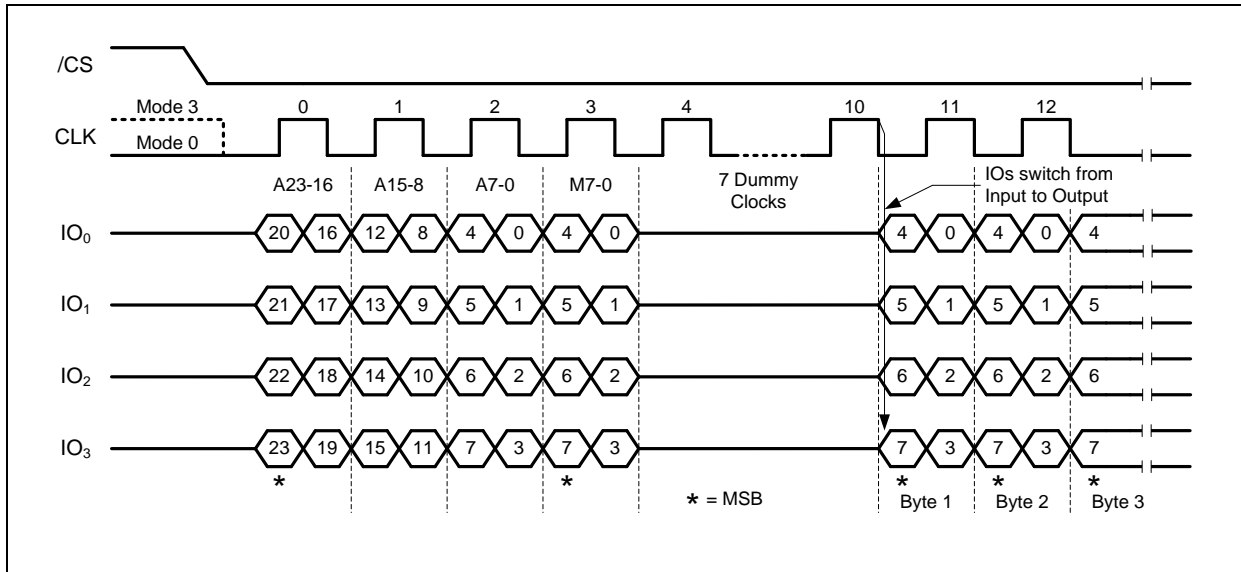 /CS
Mode 3 0 1 2 3 4 10 11 12
CLK
Mode 0
A23-16 A15-8 A7-0 M7-0 7 Dummy Clocks IOs switch from Input to Output
IO0 20 16 12 8 4 0 4 0 4 0 4 0 4
IO1 21 17 13 9 5 1 5 1 5 1 5 1 5
IO2 22 18 14 10 6 2 6 2 6 2 6 2 6
IO3 23 19 15 11 7 3 7 3 7 3 7 3 7
* * * * *
* = MSB Byte 1 Byte 2 Byte 3